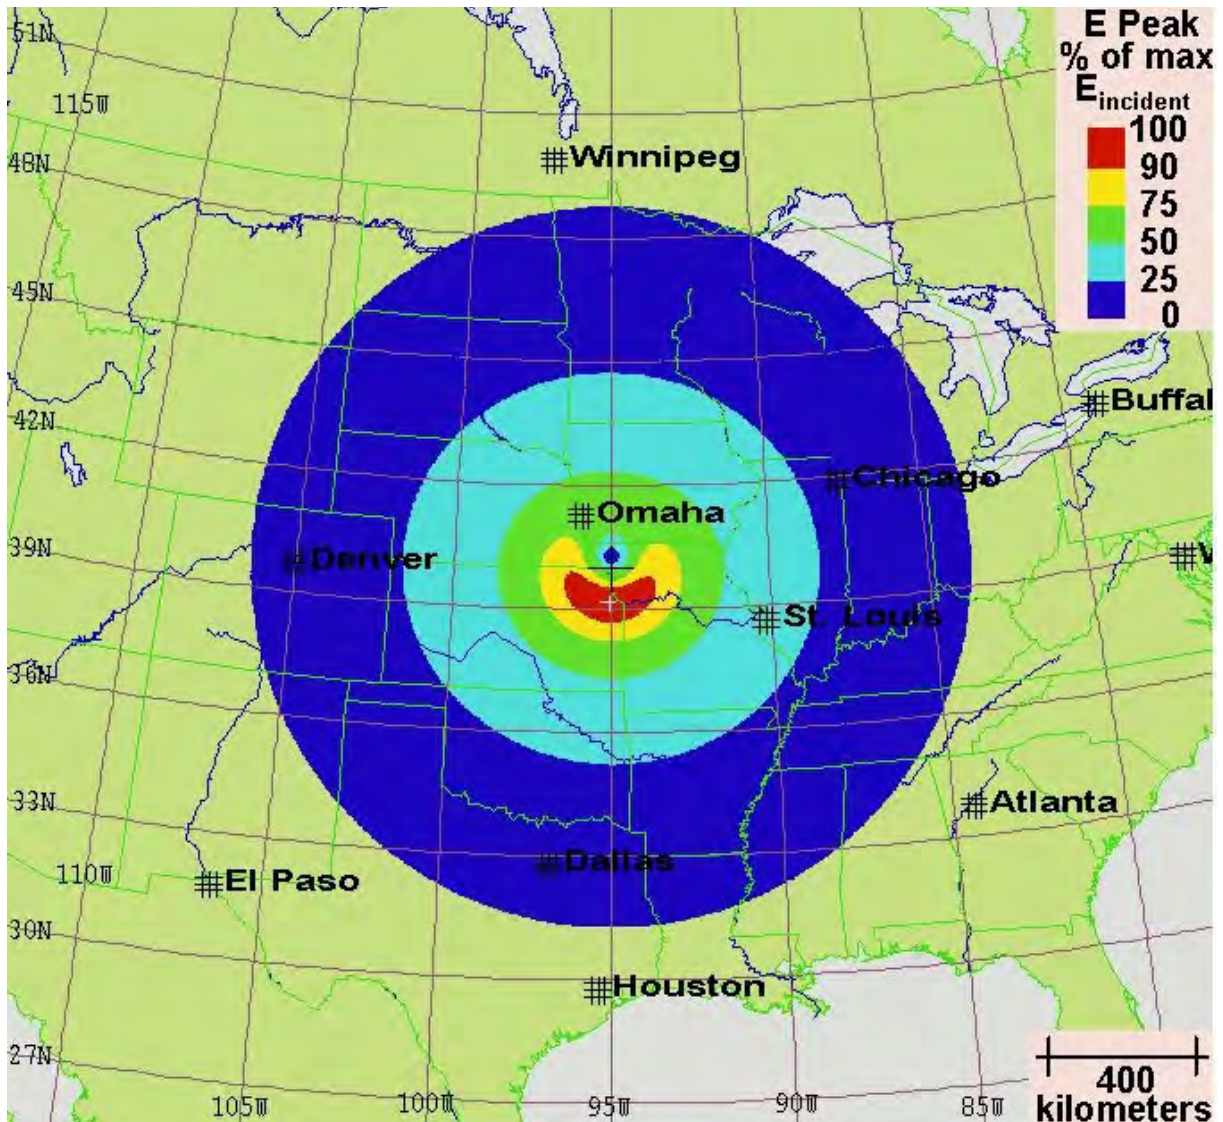 51N
E Peak
% of max
E incident
115W
100
90
75
50
25
0
48N
Winnipeg
45N
42N
Buffal
Chicago
Omaha
39N
Denver
St. Louis
36N
33N
Atlanta
Dallas
110W
El Paso
30N
Houston
27N
400
kilometers
105W
100W
95W
90W
85W